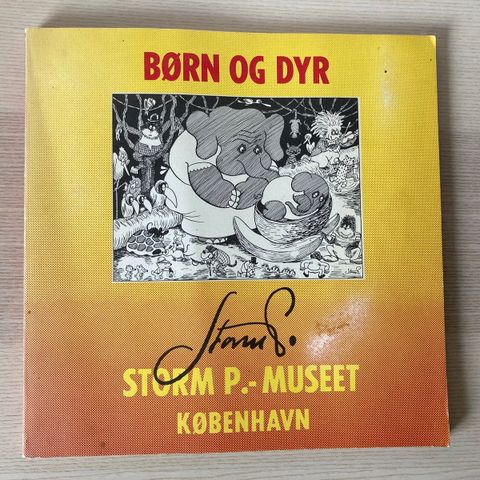 BØRN OG DYR
Storm P.
STORM P.-MUSEET
KØBENHAVN